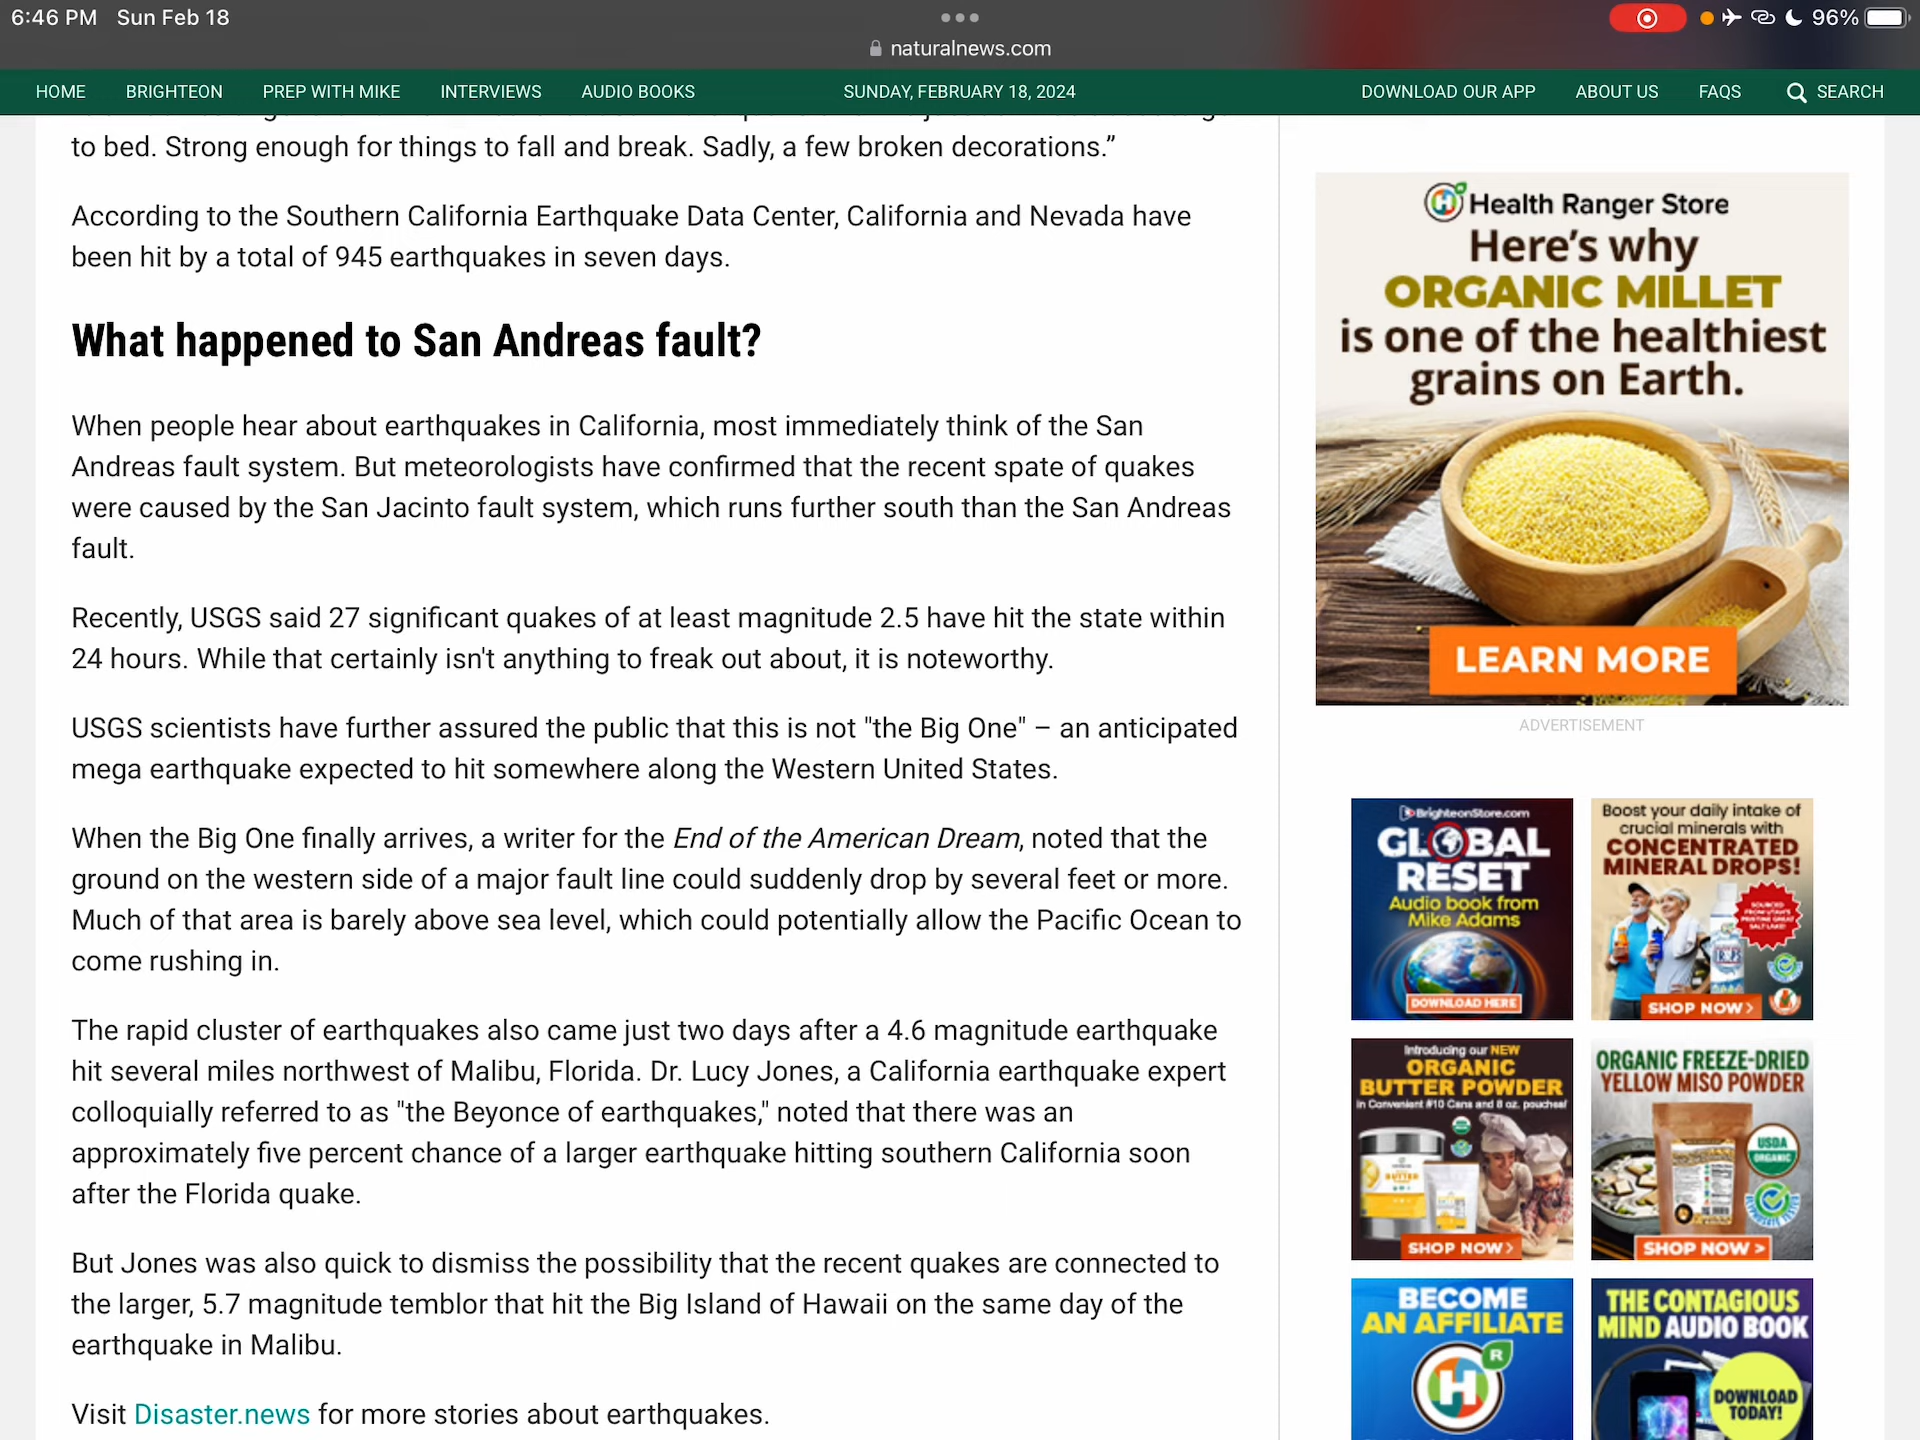 6:46 PM Sun Feb 18
96%
naturalnews.com
HOME BRIGHTEON PREP WITH MIKE INTERVIEWS AUDIO BOOKS SUNDAY, FEBRUARY 18, 2024 DOWNLOAD OUR APP ABOUT US FAQS SEARCH
to bed. Strong enough for things to fall and break. Sadly, a few broken decorations.”
According to the Southern California Earthquake Data Center, California and Nevada have
been hit by a total of 945 earthquakes in seven days.
What happened to San Andreas fault?
When people hear about earthquakes in California, most immediately think of the San
Andreas fault system. But meteorologists have confirmed that the recent spate of quakes
were caused by the San Jacinto fault system, which runs further south than the San Andreas
fault.
Recently, USGS said 27 significant quakes of at least magnitude 2.5 have hit the state within
24 hours. While that certainly isn't anything to freak out about, it is noteworthy.
USGS scientists have further assured the public that this is not "the Big One" – an anticipated
mega earthquake expected to hit somewhere along the Western United States.
When the Big One finally arrives, a writer for the End of the American Dream, noted that the
ground on the western side of a major fault line could suddenly drop by several feet or more.
Much of that area is barely above sea level, which could potentially allow the Pacific Ocean to
come rushing in.
The rapid cluster of earthquakes also came just two days after a 4.6 magnitude earthquake
hit several miles northwest of Malibu, Florida. Dr. Lucy Jones, a California earthquake expert
colloquially referred to as "the Beyonce of earthquakes," noted that there was an
approximately five percent chance of a larger earthquake hitting southern California soon
after the Florida quake.
But Jones was also quick to dismiss the possibility that the recent quakes are connected to
the larger, 5.7 magnitude temblor that hit the Big Island of Hawaii on the same day of the
earthquake in Malibu.
Visit Disaster.news for more stories about earthquakes.
Health Ranger Store
Here's why
ORGANIC MILLET
is one of the healthiest
grains on Earth.
LEARN MORE
ADVERTISEMENT
BrighteonStore.com
GLOBAL
RESET
Audio book from
Mike Adams
DOWNLOAD HERE
Boost your daily intake of
crucial minerals with
CONCENTRATED
MINERAL DROPS!
SHOP NOW >
Introducing our NEW
ORGANIC
BUTTER POWDER
in Convenient #10 Cans and 8 oz. pouches!
BUTTER
SHOP NOW >
ORGANIC FREEZE-DRIED
YELLOW MISO POWDER
USDA
ORGANIC
SHOP NOW >
BECOME
AN AFFILIATE
H R
THE CONTAGIOUS
MIND AUDIO BOOK
DOWNLOAD
TODAY!